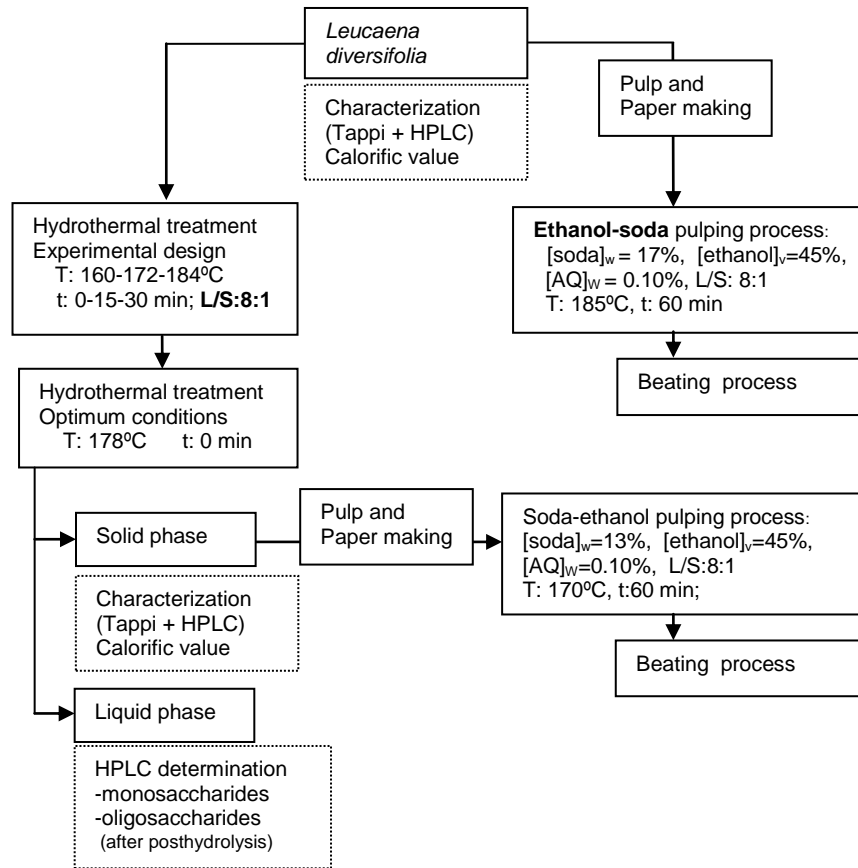 Leucaena
diversifolia
Characterization
(Tappi + HPLC)
Calorific value
Pulp and
Paper making
Hydrothermal treatment
Experimental design
T: 160-172-184ºC
t: 0-15-30 min; L/S:8:1
Ethanol-soda pulping process:
[soda]w = 17%, [ethanol]v=45%,
[AQ]W = 0.10%, L/S: 8:1
T: 185ºC, t: 60 min
Beating process
Hydrothermal treatment
Optimum conditions
T: 178ºC t: 0 min
Solid phase
Pulp and
Paper making
Soda-ethanol pulping process:
[soda]w=13%, [ethanol]v=45%,
[AQ]W=0.10%, L/S:8:1
T: 170ºC, t:60 min;
Characterization
(Tappi + HPLC)
Calorific value
Beating process
Liquid phase
HPLC determination
-monosaccharides
-oligosaccharides
(after posthydrolysis)